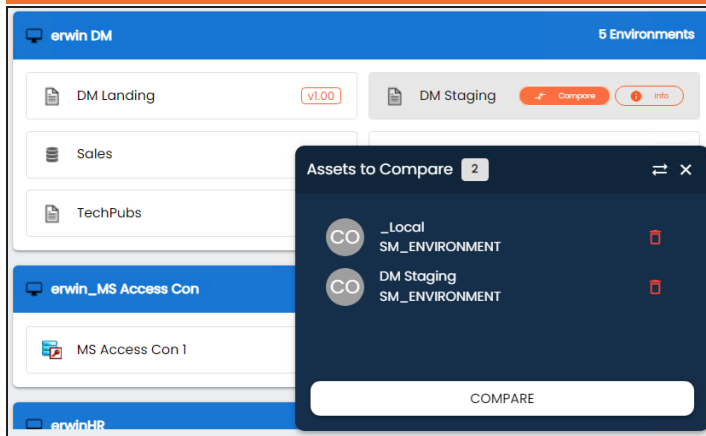 erwin DM
5 Environments
DM Landing
v1.00
DM Staging
Compare
Info
Sales
TechPubs
Assets to Compare 2
_Local
SM_ENVIRONMENT
DM Staging
SM_ENVIRONMENT
CO
CO
COMPARE
erwin_MS Access Con
MS Access Con 1
erwinHR